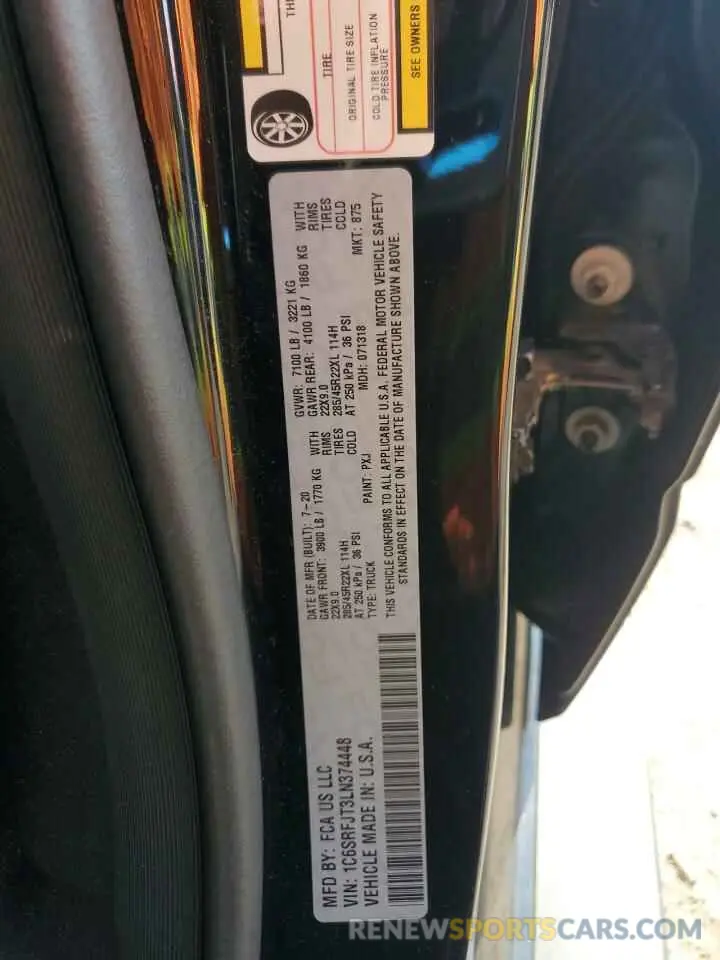 MFD BY: FCA US LLC
VIN: 1C6SRFJT3LN374448
VEHICLE MADE IN: U.S.A.
DATE OF MFR (BUILT): 7-20
GAWR FRONT: 3900 LB / 1770 KG WITH
22X9.0 RIMS
285/45R22XL 114H TIRES
AT 250 kPa / 36 PSI COLD
TYPE: TRUCK PAINT: PXJ
GVWR: 7100 LB / 3221 KG
GAWR REAR: 4100 LB / 1860 KG WITH
22X9.0 RIMS
285/45R22XL 114H TIRES
AT 250 kPa / 36 PSI COLD
MDH: 071318 MKT: 875
THIS VEHICLE CONFORMS TO ALL APPLICABLE U.S.A. FEDERAL MOTOR VEHICLE SAFETY
STANDARDS IN EFFECT ON THE DATE OF MANUFACTURE SHOWN ABOVE.
TIRE
ORIGINAL TIRE SIZE
COLD TIRE INFLATION
PRESSURE
SEE OWNERS
RENEWSPORTSCARS.COM